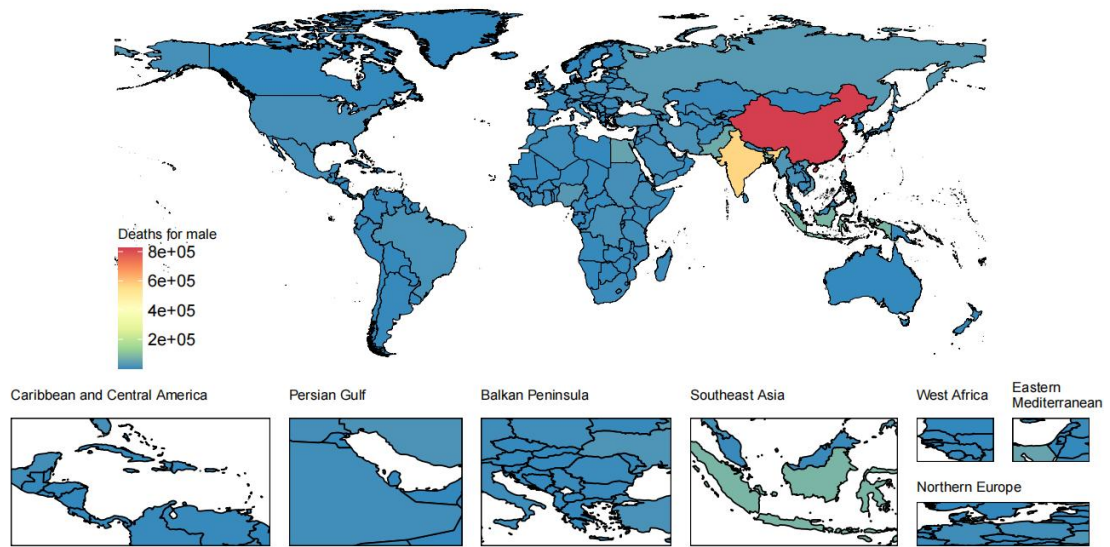 Deaths for male
8e+05
6e+05
4e+05
2e+05
Caribbean and Central America
Persian Gulf
Balkan Peninsula
Southeast Asia
West Africa
Eastern
Mediterranean
Northern Europe